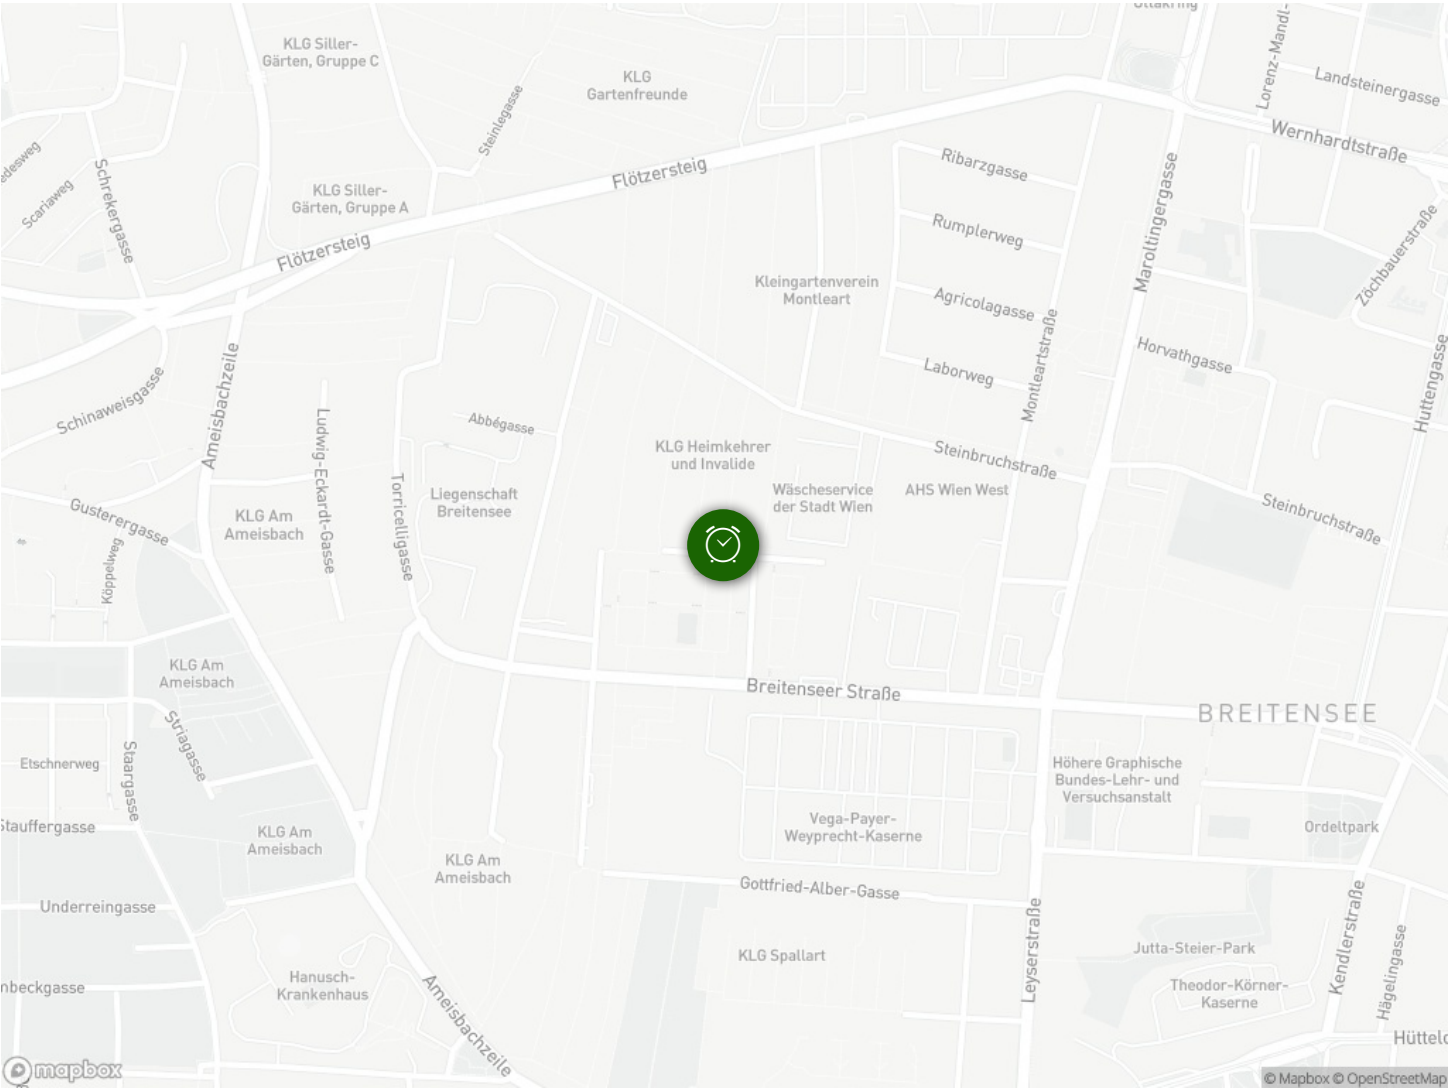 Ottakring
KLG Siller-
Gärten, Gruppe C
KLG
Gartenfreunde
Lorenz-Mandl-
Landsteinergasse
Steinlegasse
Wernhardtstraße
Scariaweg
Schrekergasse
KLG Siller-
Gärten, Gruppe A
Flötzersteig
Ribarzgasse
Maroltingergasse
Flötzersteig
Rumplerweg
Zöchbauerstraße
Kleingartenverein
Montleart
Agricolagasse
Montleartstraße
Horvathgasse
Huttengasse
Laborweg
Schinaweisgasse
Ameisbachzeile
Ludwig-Eckardt-Gasse
Abbégasse
KLG Heimkehrer
und Invalide
Steinbruchstraße
Torricelligasse
Liegenschaft
Breitensee
Wäscheservice
der Stadt Wien
AHS Wien West
Steinbruchstraße
Gusterergasse
KLG Am
Ameisbach
Köppelweg
KLG Am
Ameisbach
Breitenseer Straße
BREITENSEE
Striagasse
Staargasse
Etschnerweg
Höhere Graphische
Bundes-Lehr- und
Versuchsanstalt
Stauffergasse
KLG Am
Ameisbach
Vega-Payer-
Weyprecht-Kaserne
Ordeltpark
KLG Am
Ameisbach
Gottfried-Alber-Gasse
Underreingasse
Leyserstraße
Kendlerstraße
Hägelingasse
KLG Spallart
Jutta-Steier-Park
Hanusch-
Krankenhaus
Theodor-Körner-
Kaserne
mbeckgasse
Ameisbachzeile
Hütteld
mapbox
© Mapbox © OpenStreetMap